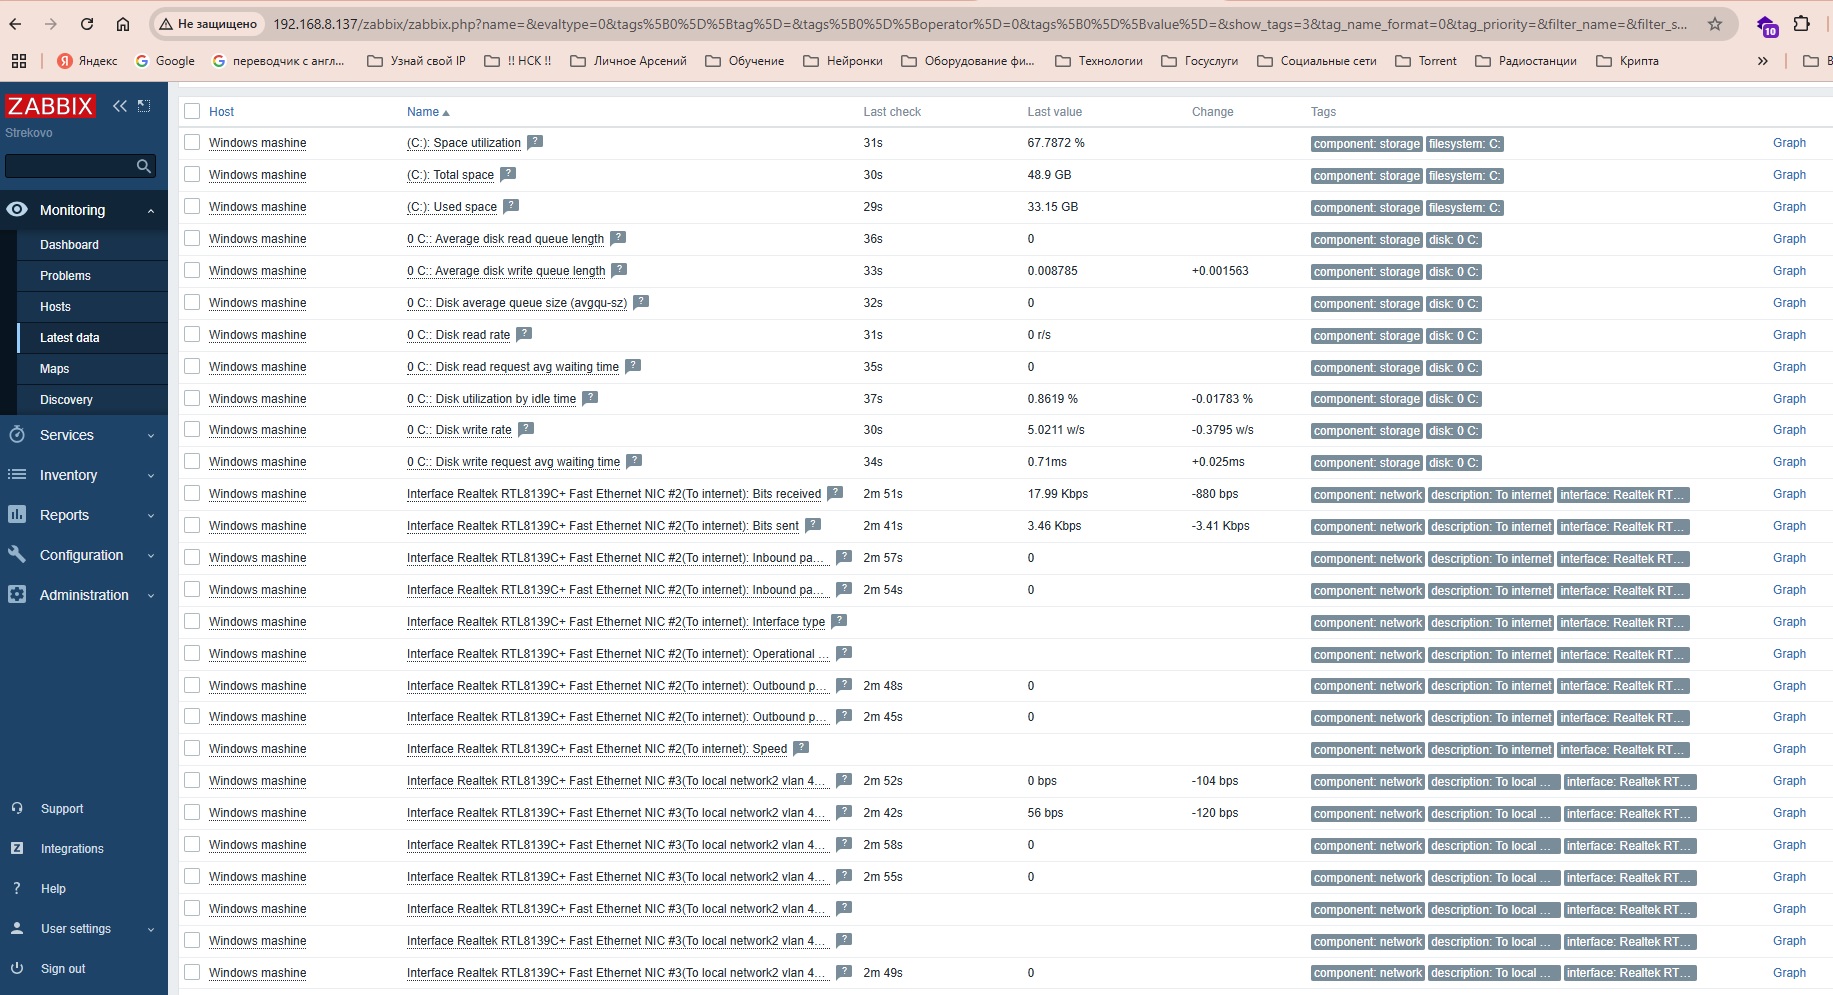 Не защищено 192.168.8.137/zabbix/zabbix.php?name=&evaltype=0&tags%5B0%5D%5Btag%5D=&tags%5B0%5D%5Boperator%5D=0&tags%5B0%5D%5Bvalue%5D=&show_tags=3&tag_name_format=0&tag_priority=&filter_name=&filter_s... 10
Яндекс Google переводчик с англ... Узнай свой IP !! НСК !! Личное Арсений Обучение Нейронки Оборудование фи... Технологии Госуслуги Социальные сети Torrent Радиостанции Крипта » В
ZABBIX
Strekovo
Monitoring
Dashboard
Problems
Hosts
Latest data
Maps
Discovery
Services
Inventory
Reports
Configuration
Administration
Support
Integrations
Help
User settings
Sign out
Host Name Last check Last value Change Tags
Windows mashine (C:): Space utilization ? 31s 67.7872 % component: storage filesystem: C: Graph
Windows mashine (C:): Total space ? 30s 48.9 GB component: storage filesystem: C: Graph
Windows mashine (C:): Used space ? 29s 33.15 GB component: storage filesystem: C: Graph
Windows mashine 0 C:: Average disk read queue length ? 36s 0 component: storage disk: 0 C: Graph
Windows mashine 0 C:: Average disk write queue length ? 33s 0.008785 +0.001563 component: storage disk: 0 C: Graph
Windows mashine 0 C:: Disk average queue size (avgqu-sz) ? 32s 0 component: storage disk: 0 C: Graph
Windows mashine 0 C:: Disk read rate ? 31s 0 r/s component: storage disk: 0 C: Graph
Windows mashine 0 C:: Disk read request avg waiting time ? 35s 0 component: storage disk: 0 C: Graph
Windows mashine 0 C:: Disk utilization by idle time ? 37s 0.8619 % -0.01783 % component: storage disk: 0 C: Graph
Windows mashine 0 C:: Disk write rate ? 30s 5.0211 w/s -0.3795 w/s component: storage disk: 0 C: Graph
Windows mashine 0 C:: Disk write request avg waiting time ? 34s 0.71ms +0.025ms component: storage disk: 0 C: Graph
Windows mashine Interface Realtek RTL8139C+ Fast Ethernet NIC #2(To internet): Bits received ? 2m 51s 17.99 Kbps -880 bps component: network description: To internet interface: Realtek RT... Graph
Windows mashine Interface Realtek RTL8139C+ Fast Ethernet NIC #2(To internet): Bits sent ? 2m 41s 3.46 Kbps -3.41 Kbps component: network description: To internet interface: Realtek RT... Graph
Windows mashine Interface Realtek RTL8139C+ Fast Ethernet NIC #2(To internet): Inbound pa... ? 2m 57s 0 component: network description: To internet interface: Realtek RT... Graph
Windows mashine Interface Realtek RTL8139C+ Fast Ethernet NIC #2(To internet): Inbound pa... ? 2m 54s 0 component: network description: To internet interface: Realtek RT... Graph
Windows mashine Interface Realtek RTL8139C+ Fast Ethernet NIC #2(To internet): Interface type ? component: network description: To internet interface: Realtek RT... Graph
Windows mashine Interface Realtek RTL8139C+ Fast Ethernet NIC #2(To internet): Operational ... ? component: network description: To internet interface: Realtek RT... Graph
Windows mashine Interface Realtek RTL8139C+ Fast Ethernet NIC #2(To internet): Outbound p... ? 2m 48s 0 component: network description: To internet interface: Realtek RT... Graph
Windows mashine Interface Realtek RTL8139C+ Fast Ethernet NIC #2(To internet): Outbound p... ? 2m 45s 0 component: network description: To internet interface: Realtek RT... Graph
Windows mashine Interface Realtek RTL8139C+ Fast Ethernet NIC #2(To internet): Speed ? component: network description: To internet interface: Realtek RT... Graph
Windows mashine Interface Realtek RTL8139C+ Fast Ethernet NIC #3(To local network2 vlan 4... ? 2m 52s 0 bps -104 bps component: network description: To local ... interface: Realtek RT... Graph
Windows mashine Interface Realtek RTL8139C+ Fast Ethernet NIC #3(To local network2 vlan 4... ? 2m 42s 56 bps -120 bps component: network description: To local ... interface: Realtek RT... Graph
Windows mashine Interface Realtek RTL8139C+ Fast Ethernet NIC #3(To local network2 vlan 4... ? 2m 58s 0 component: network description: To local ... interface: Realtek RT... Graph
Windows mashine Interface Realtek RTL8139C+ Fast Ethernet NIC #3(To local network2 vlan 4... ? 2m 55s 0 component: network description: To local ... interface: Realtek RT... Graph
Windows mashine Interface Realtek RTL8139C+ Fast Ethernet NIC #3(To local network2 vlan 4... ? component: network description: To local ... interface: Realtek RT... Graph
Windows mashine Interface Realtek RTL8139C+ Fast Ethernet NIC #3(To local network2 vlan 4... ? component: network description: To local ... interface: Realtek RT... Graph
Windows mashine Interface Realtek RTL8139C+ Fast Ethernet NIC #3(To local network2 vlan 4... ? 2m 49s 0 component: network description: To local ... interface: Realtek RT... Graph